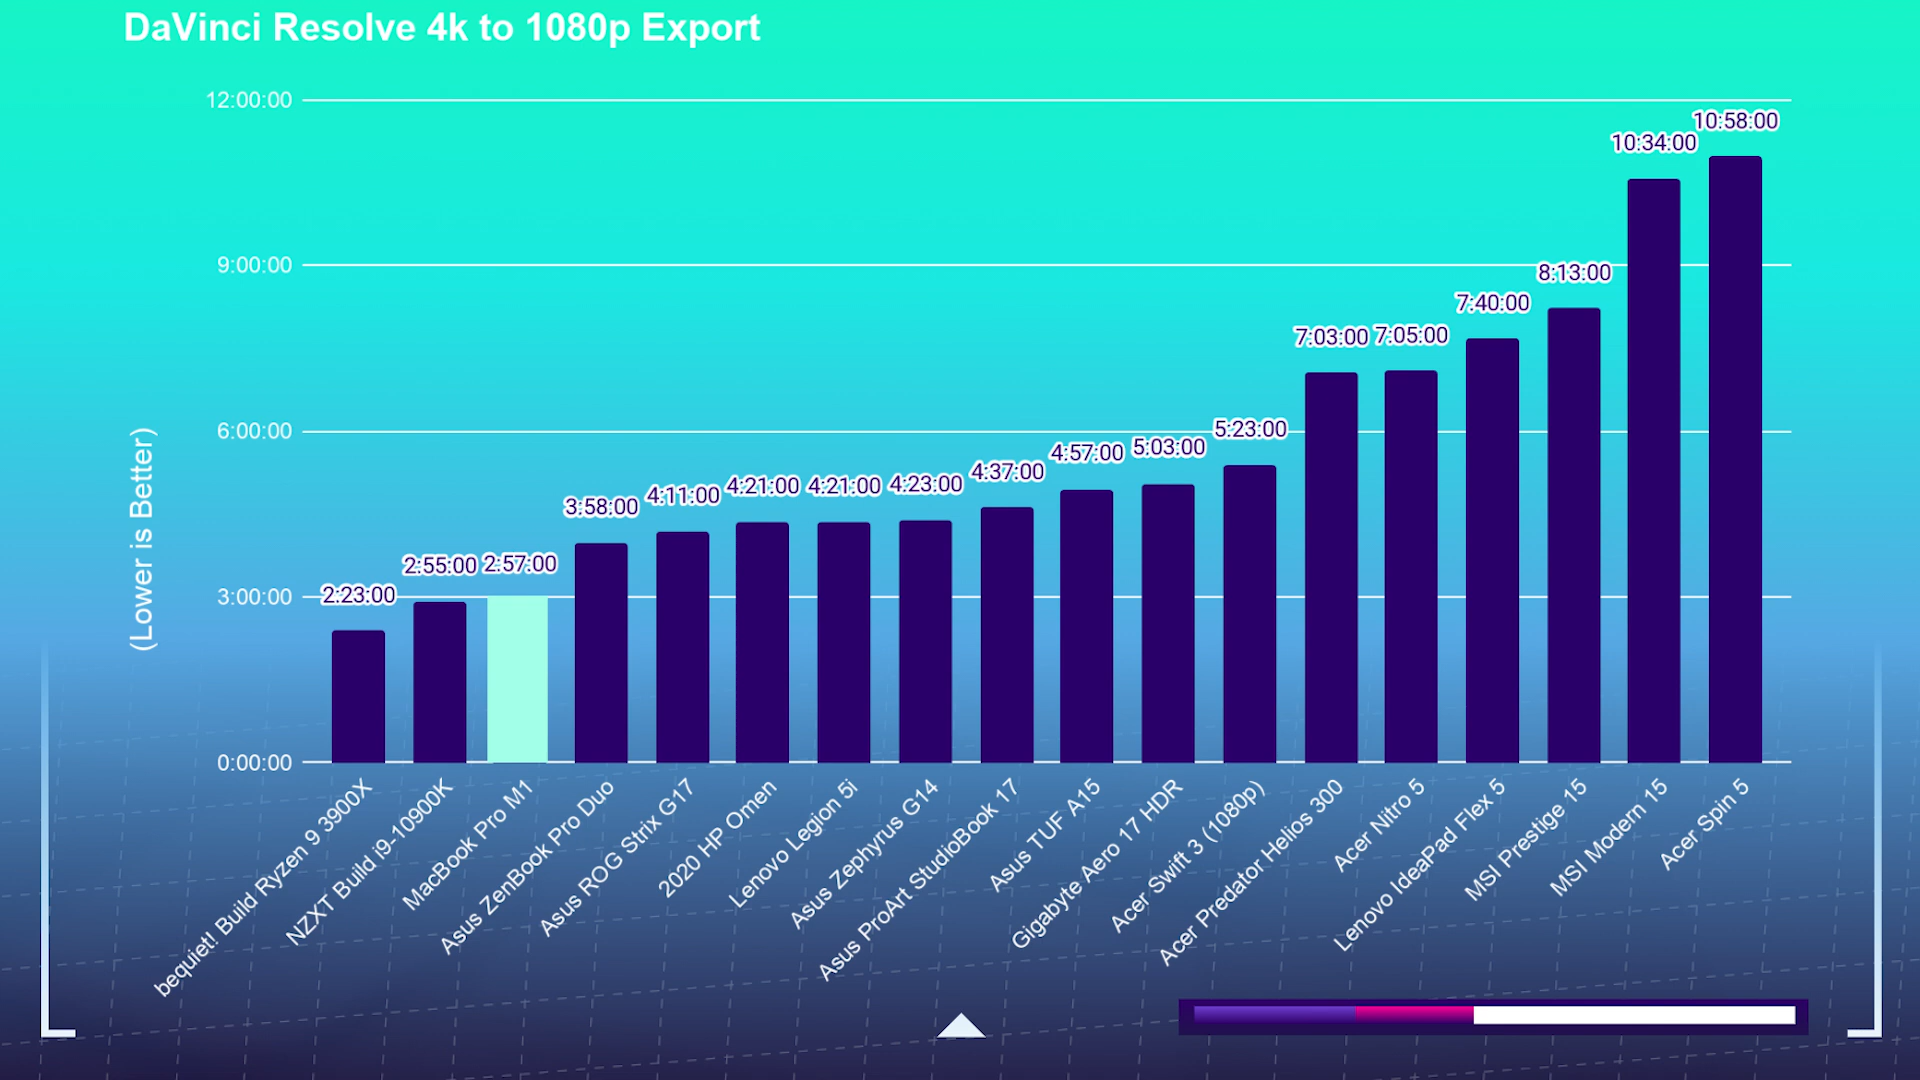 DaVinci Resolve 4k to 1080p Export
(Lower is Better)
12:00:00
9:00:00
6:00:00
3:00:00
0:00:00
2:23:00
2:55:00
2:57:00
3:58:00
4:11:00
4:21:00
4:21:00
4:23:00
4:37:00
4:57:00
5:03:00
5:23:00
7:03:00
7:05:00
7:40:00
8:13:00
10:34:00
10:58:00
bequiet! Build Ryzen 9 3900X
NZXT Build i9-10900K
MacBook Pro M1
Asus ZenBook Pro Duo
Asus ROG Strix G17
2020 HP Omen
Lenovo Legion 5i
Asus Zephyrus G14
Asus ProArt StudioBook 17
Asus TUF A15
Gigabyte Aero 17 HDR
Acer Swift 3 (1080p)
Acer Predator Helios 300
Acer Nitro 5
Lenovo IdeaPad Flex 5
MSI Prestige 15
MSI Modern 15
Acer Spin 5